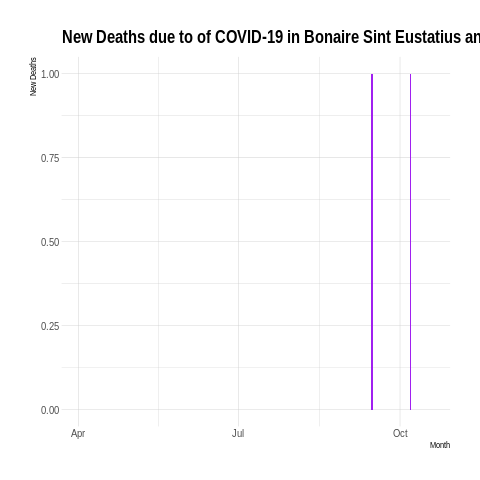 New Deaths due to of COVID-19 in Bonaire Sint Eustatius an
New Deaths
1.00
0.75
0.50
0.25
0.00
Apr Jul Oct
Month